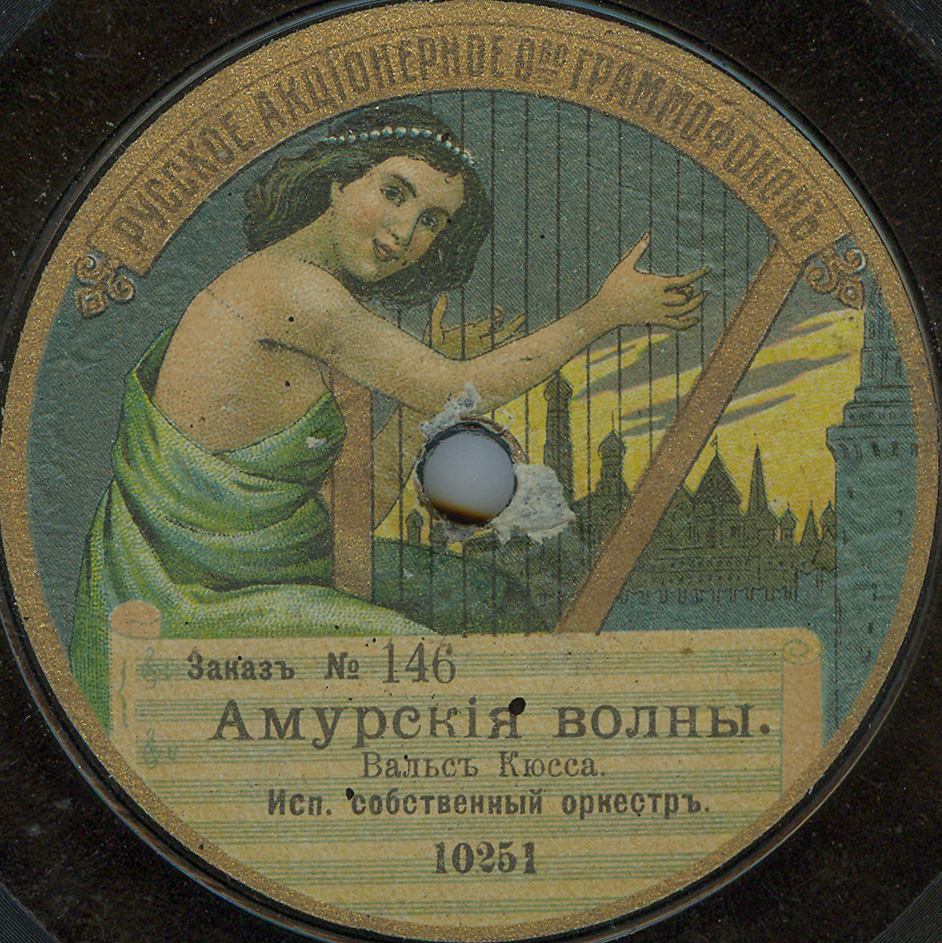 РУССКОЕ АКЦІОНЕРНОЕ О-ВО ГРАММОФОНОВЪ
Заказъ № 146
Амурскія волны.
Вальсъ Кюсса.
Исп. собственный оркестръ.
10251